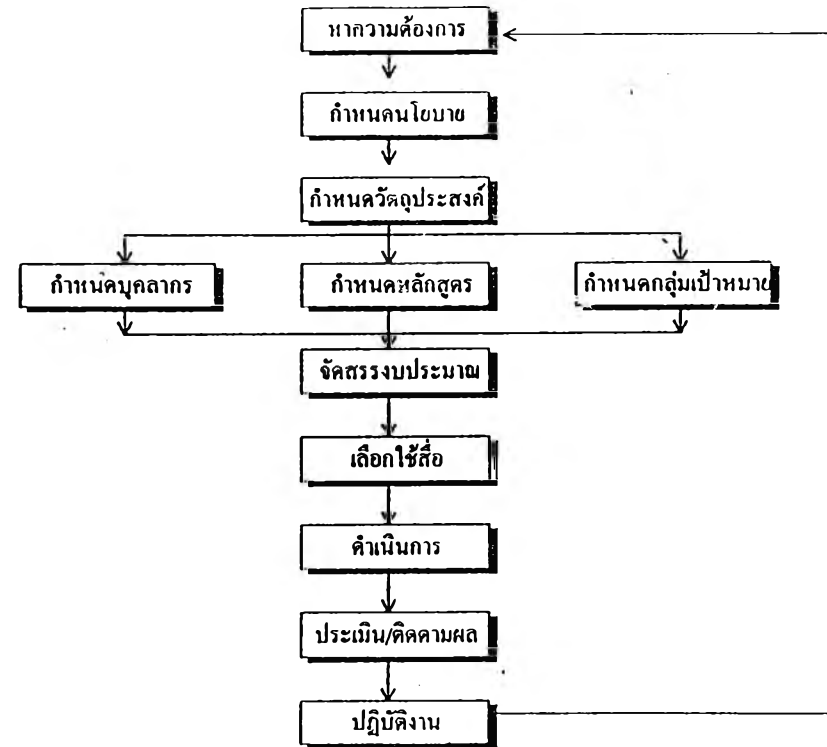 หาความต้องการ
กำหนดนโยบาย
กำหนดวัตถุประสงค์
กำหนดบุคลากร
กำหนดหลักสูตร
กำหนดกลุ่มเป้าหมาย
จัดสรรงบประมาณ
เลือกใช้สื่อ
ดำเนินการ
ประเมิน/ติดตามผล
ปฏิบัติงาน